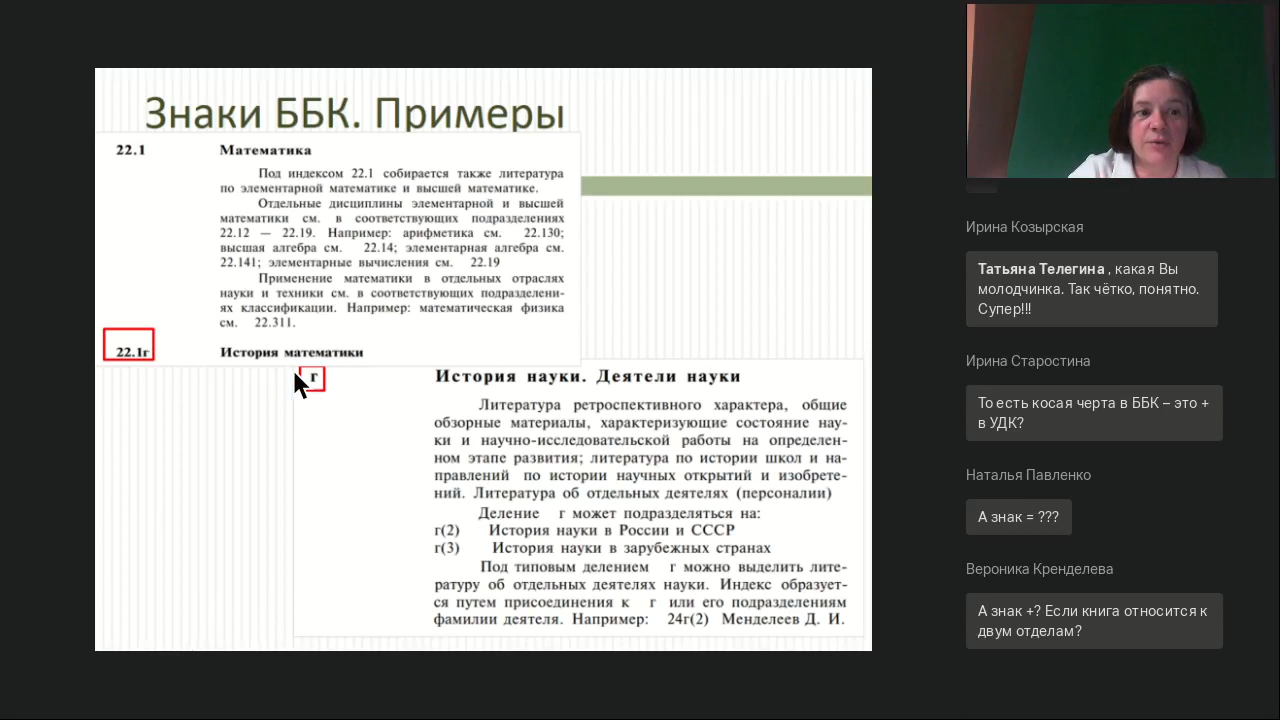 Знаки ББК. Примеры
22.1 Математика
Под индексом 22.1 собирается также литература
по элементарной математике и высшей математике.
Отдельные дисциплины элементарной и высшей
математики см. в соответствующих подразделениях
22.12 — 22.19. Например: арифметика см. 22.130;
высшая алгебра см. 22.14; элементарная алгебра см.
22.141; элементарные вычисления см. 22.19
Применение математики в отдельных отраслях
науки и техники см. в соответствующих подразделени-
ях классификации. Например: математическая физика
см. 22.311.
22.1г История математики
г История науки. Деятели науки
Литература ретроспективного характера, общие
обзорные материалы, характеризующие состояние нау-
ки и научно-исследовательской работы на определен-
ном этапе развития; литература по истории школ и на-
правлений по истории научных открытий и изобрете-
ний. Литература об отдельных деятелях (персоналии)
Деление г может подразделяться на:
г(2) История науки в России и СССР
г(3) История науки в зарубежных странах
Под типовым делением г можно выделить лите-
ратуру об отдельных деятелях науки. Индекс образует-
ся путем присоединения к г или его подразделениям
фамилии деятеля. Например: 24г(2) Менделеев Д. И.
Ирина Козырская
Татьяна Телегина , какая Вы
молодчинка. Так чётко, понятно.
Супер!!!
Ирина Старостина
То есть косая черта в ББК – это +
в УДК?
Наталья Павленко
А знак = ???
Вероника Кренделева
А знак +? Если книга относится к
двум отделам?